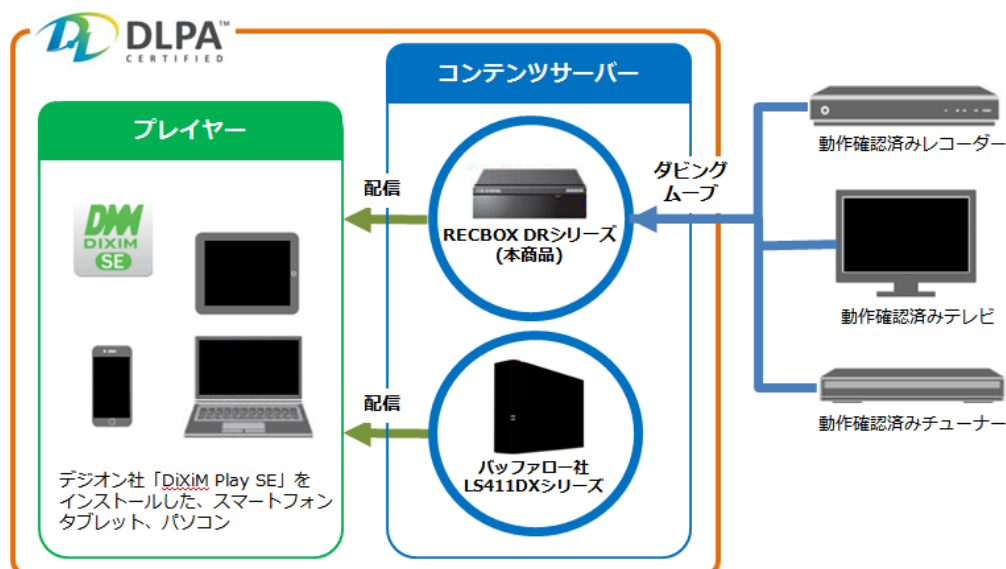 DLPA™
CERTIFIED
コンテンツサーバー
プレイヤー
ダビング
ムーブ
配信
DIXIM
SE
RECBOX DRシリーズ
(本商品)
動作確認済みレコーダー
動作確認済みテレビ
配信
動作確認済みチューナー
バッファロー社
LS411DXシリーズ
デジオン社「DiXiM Play SE」を
インストールした、スマートフォン
タブレット、パソコン